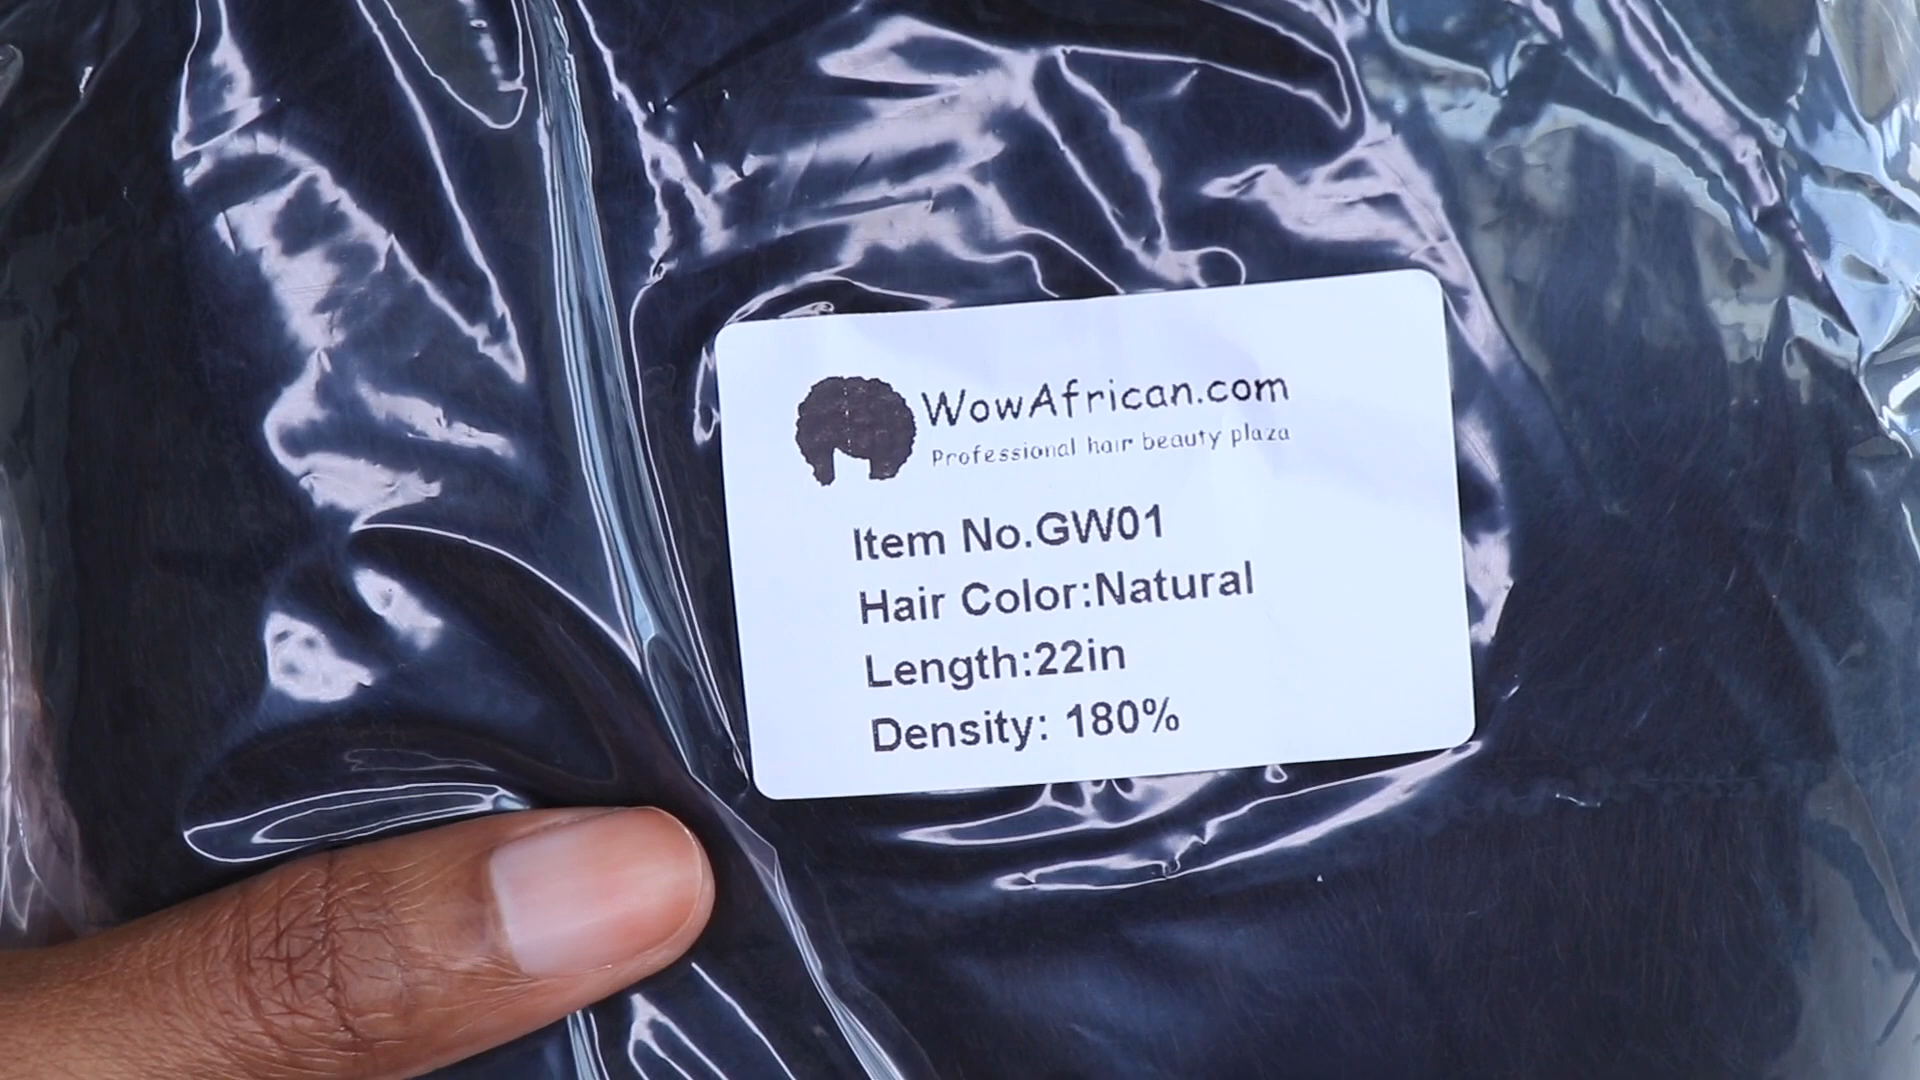 WowAfrican.com
Professional hair beauty plaza
Item No.GW01
Hair Color:Natural
Length:22in
Density: 180%